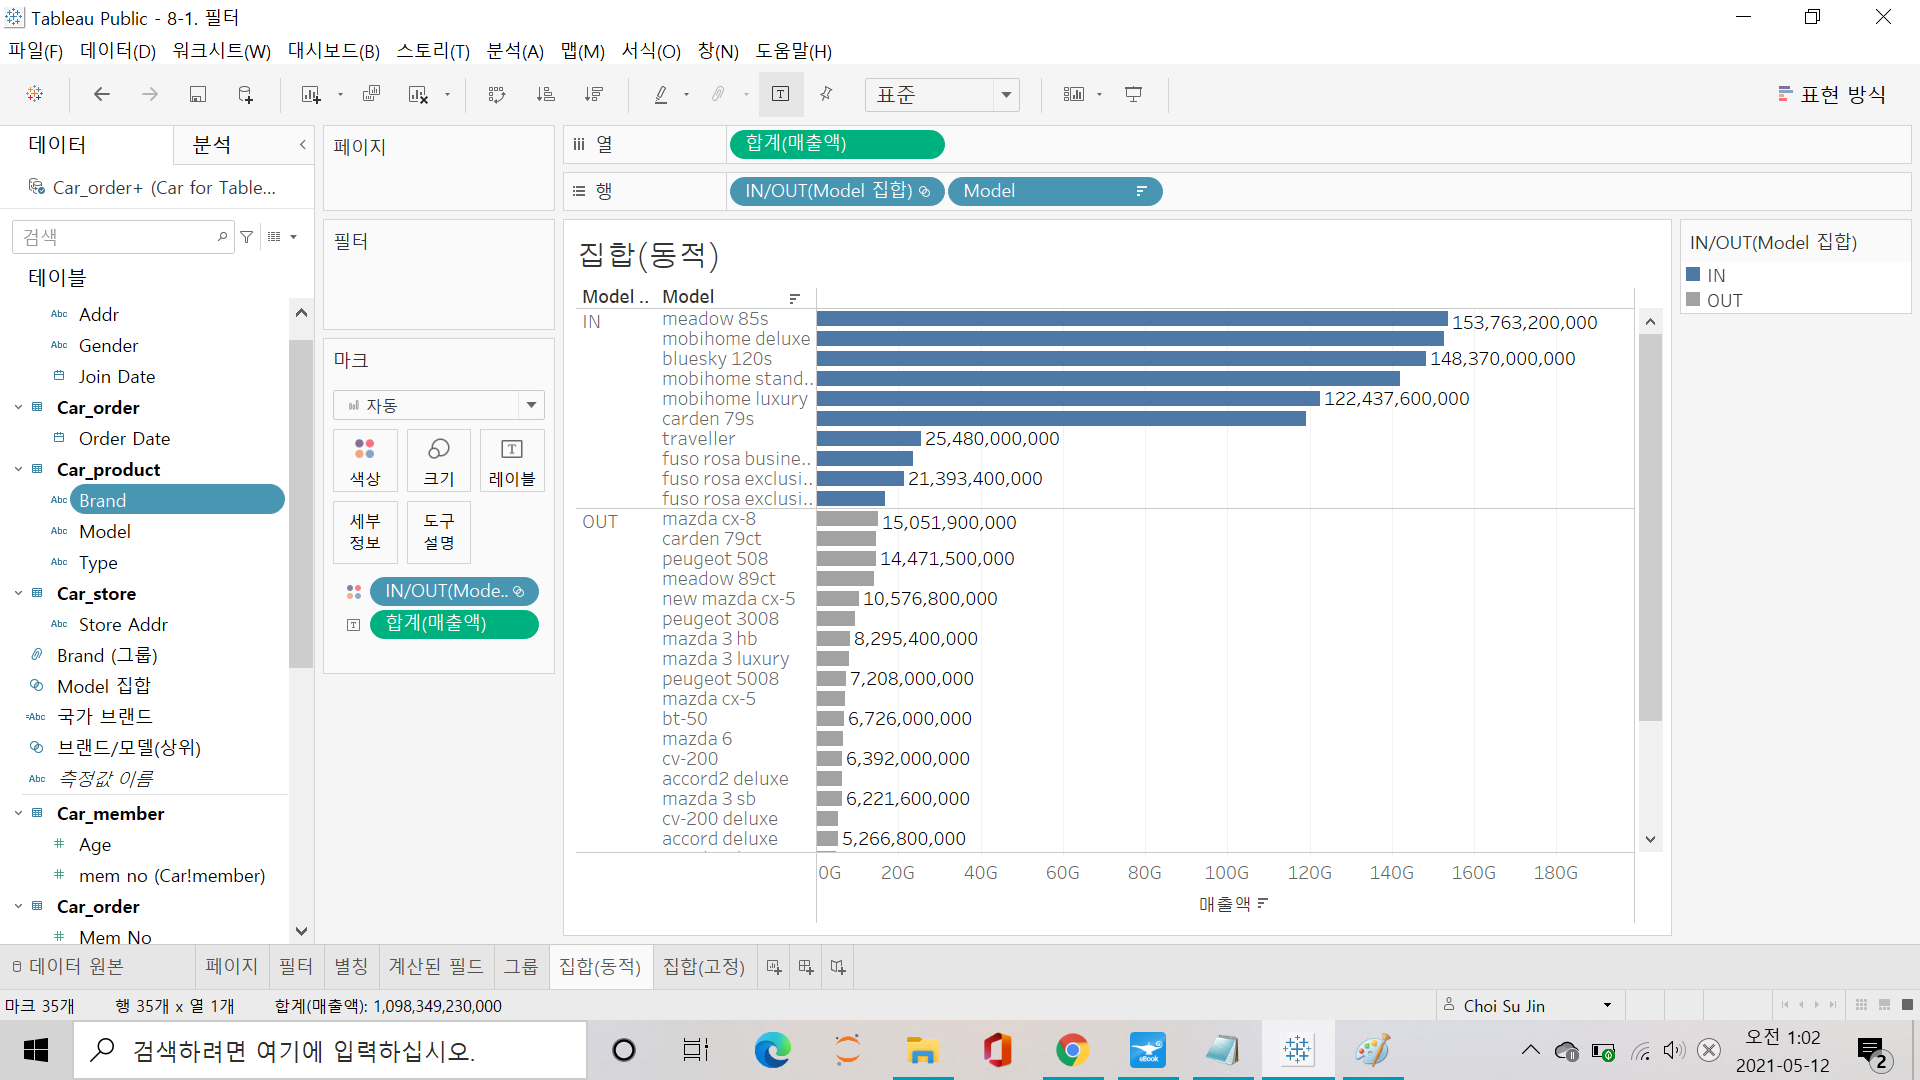 Tableau Public - 8-1. 필터
파일(F) 데이터(D) 워크시트(W) 대시보드(B) 스토리(T) 분석(A) 맵(M) 서식(O) 창(N) 도움말(H)
표준
표현 방식
데이터 분석
Car_order+ (Car for Table...
검색
테이블
Abc Addr
Abc Gender
Join Date
Car_order
Order Date
Car_product
Abc Brand
Abc Model
Abc Type
Car_store
Abc Store Addr
Brand (그룹)
Model 집합
=Abc 국가 브랜드
브랜드/모델(상위)
Abc 측정값 이름
Car_member
# Age
# mem no (Car!member)
Car_order
# Mem No
페이지
필터
마크
자동
색상 크기 레이블
세부 정보 도구 설명
IN/OUT(Mode..
합계(매출액)
열 합계(매출액)
행 IN/OUT(Model 집합) Model
집합(동적)
Model .. Model
IN
meadow 85s 153,763,200,000
mobihome deluxe
bluesky 120s 148,370,000,000
mobihome stand..
mobihome luxury 122,437,600,000
carden 79s
traveller 25,480,000,000
fuso rosa busine..
fuso rosa exclusi.. 21,393,400,000
fuso rosa exclusi..
OUT
mazda cx-8 15,051,900,000
carden 79ct
peugeot 508 14,471,500,000
meadow 89ct
new mazda cx-5 10,576,800,000
peugeot 3008
mazda 3 hb 8,295,400,000
mazda 3 luxury
peugeot 5008 7,208,000,000
mazda cx-5
bt-50 6,726,000,000
mazda 6
cv-200 6,392,000,000
accord2 deluxe
mazda 3 sb 6,221,600,000
cv-200 deluxe
accord deluxe 5,266,800,000
0G 20G 40G 60G 80G 100G 120G 140G 160G 180G
매출액
IN/OUT(Model 집합)
IN
OUT
데이터 원본 페이지 필터 별칭 계산된 필드 그룹 집합(동적) 집합(고정)
마크 35개 행 35개 x 열 1개 합계(매출액): 1,098,349,230,000
Choi Su Jin
검색하려면 여기에 입력하십시오.
eBook
오전 1:02
2021-05-12
2